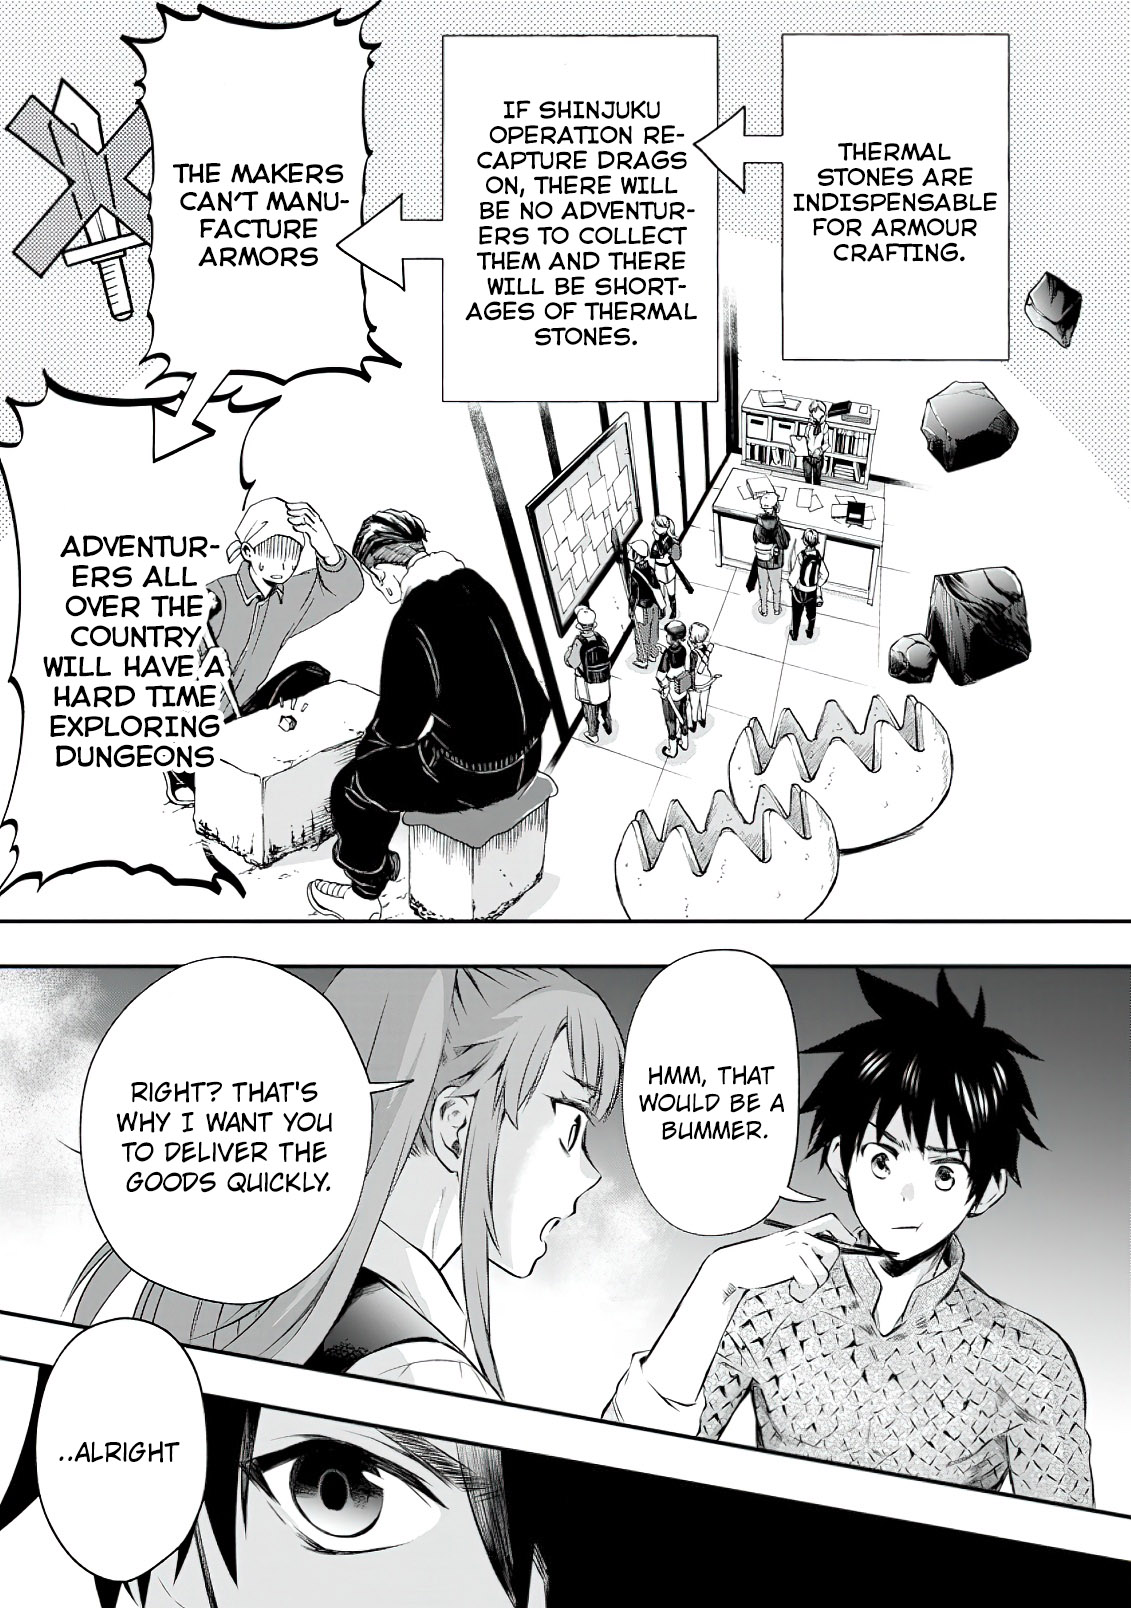 THERMAL
STONES ARE
INDISPENSABLE
FOR ARMOUR
CRAFTING.
IF SHINJUKU
OPERATION RE-
CAPTURE DRAGS
ON, THERE WILL
BE NO ADVENTUR-
ERS TO COLLECT
THEM AND THERE
WILL BE SHORT-
AGES OF THERMAL
STONES.
THE MAKERS
CAN'T MANU-
FACTURE
ARMORS
ADVENTUR-
ERS ALL
OVER THE
COUNTRY
WILL HAVE A
HARD TIME
EXPLORING
DUNGEONS
HMM, THAT
WOULD BE A
BUMMER.
RIGHT? THAT'S
WHY I WANT YOU
TO DELIVER THE
GOODS QUICKLY.
..ALRIGHT